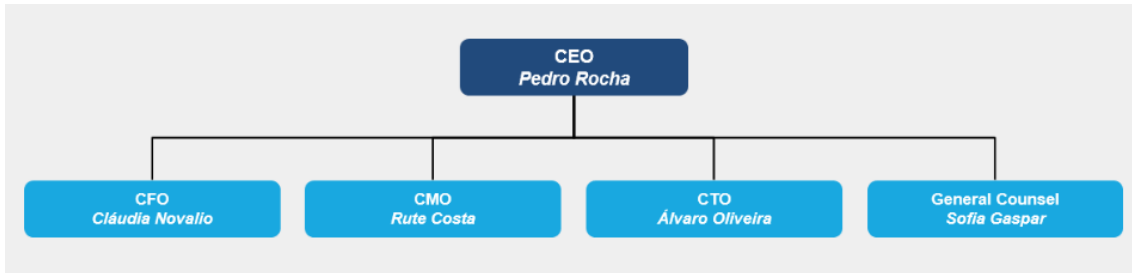 CEO
Pedro Rocha
CFO
Cláudia Novalio
CMO
Rute Costa
CTO
Álvaro Oliveira
General Counsel
Sofia Gaspar